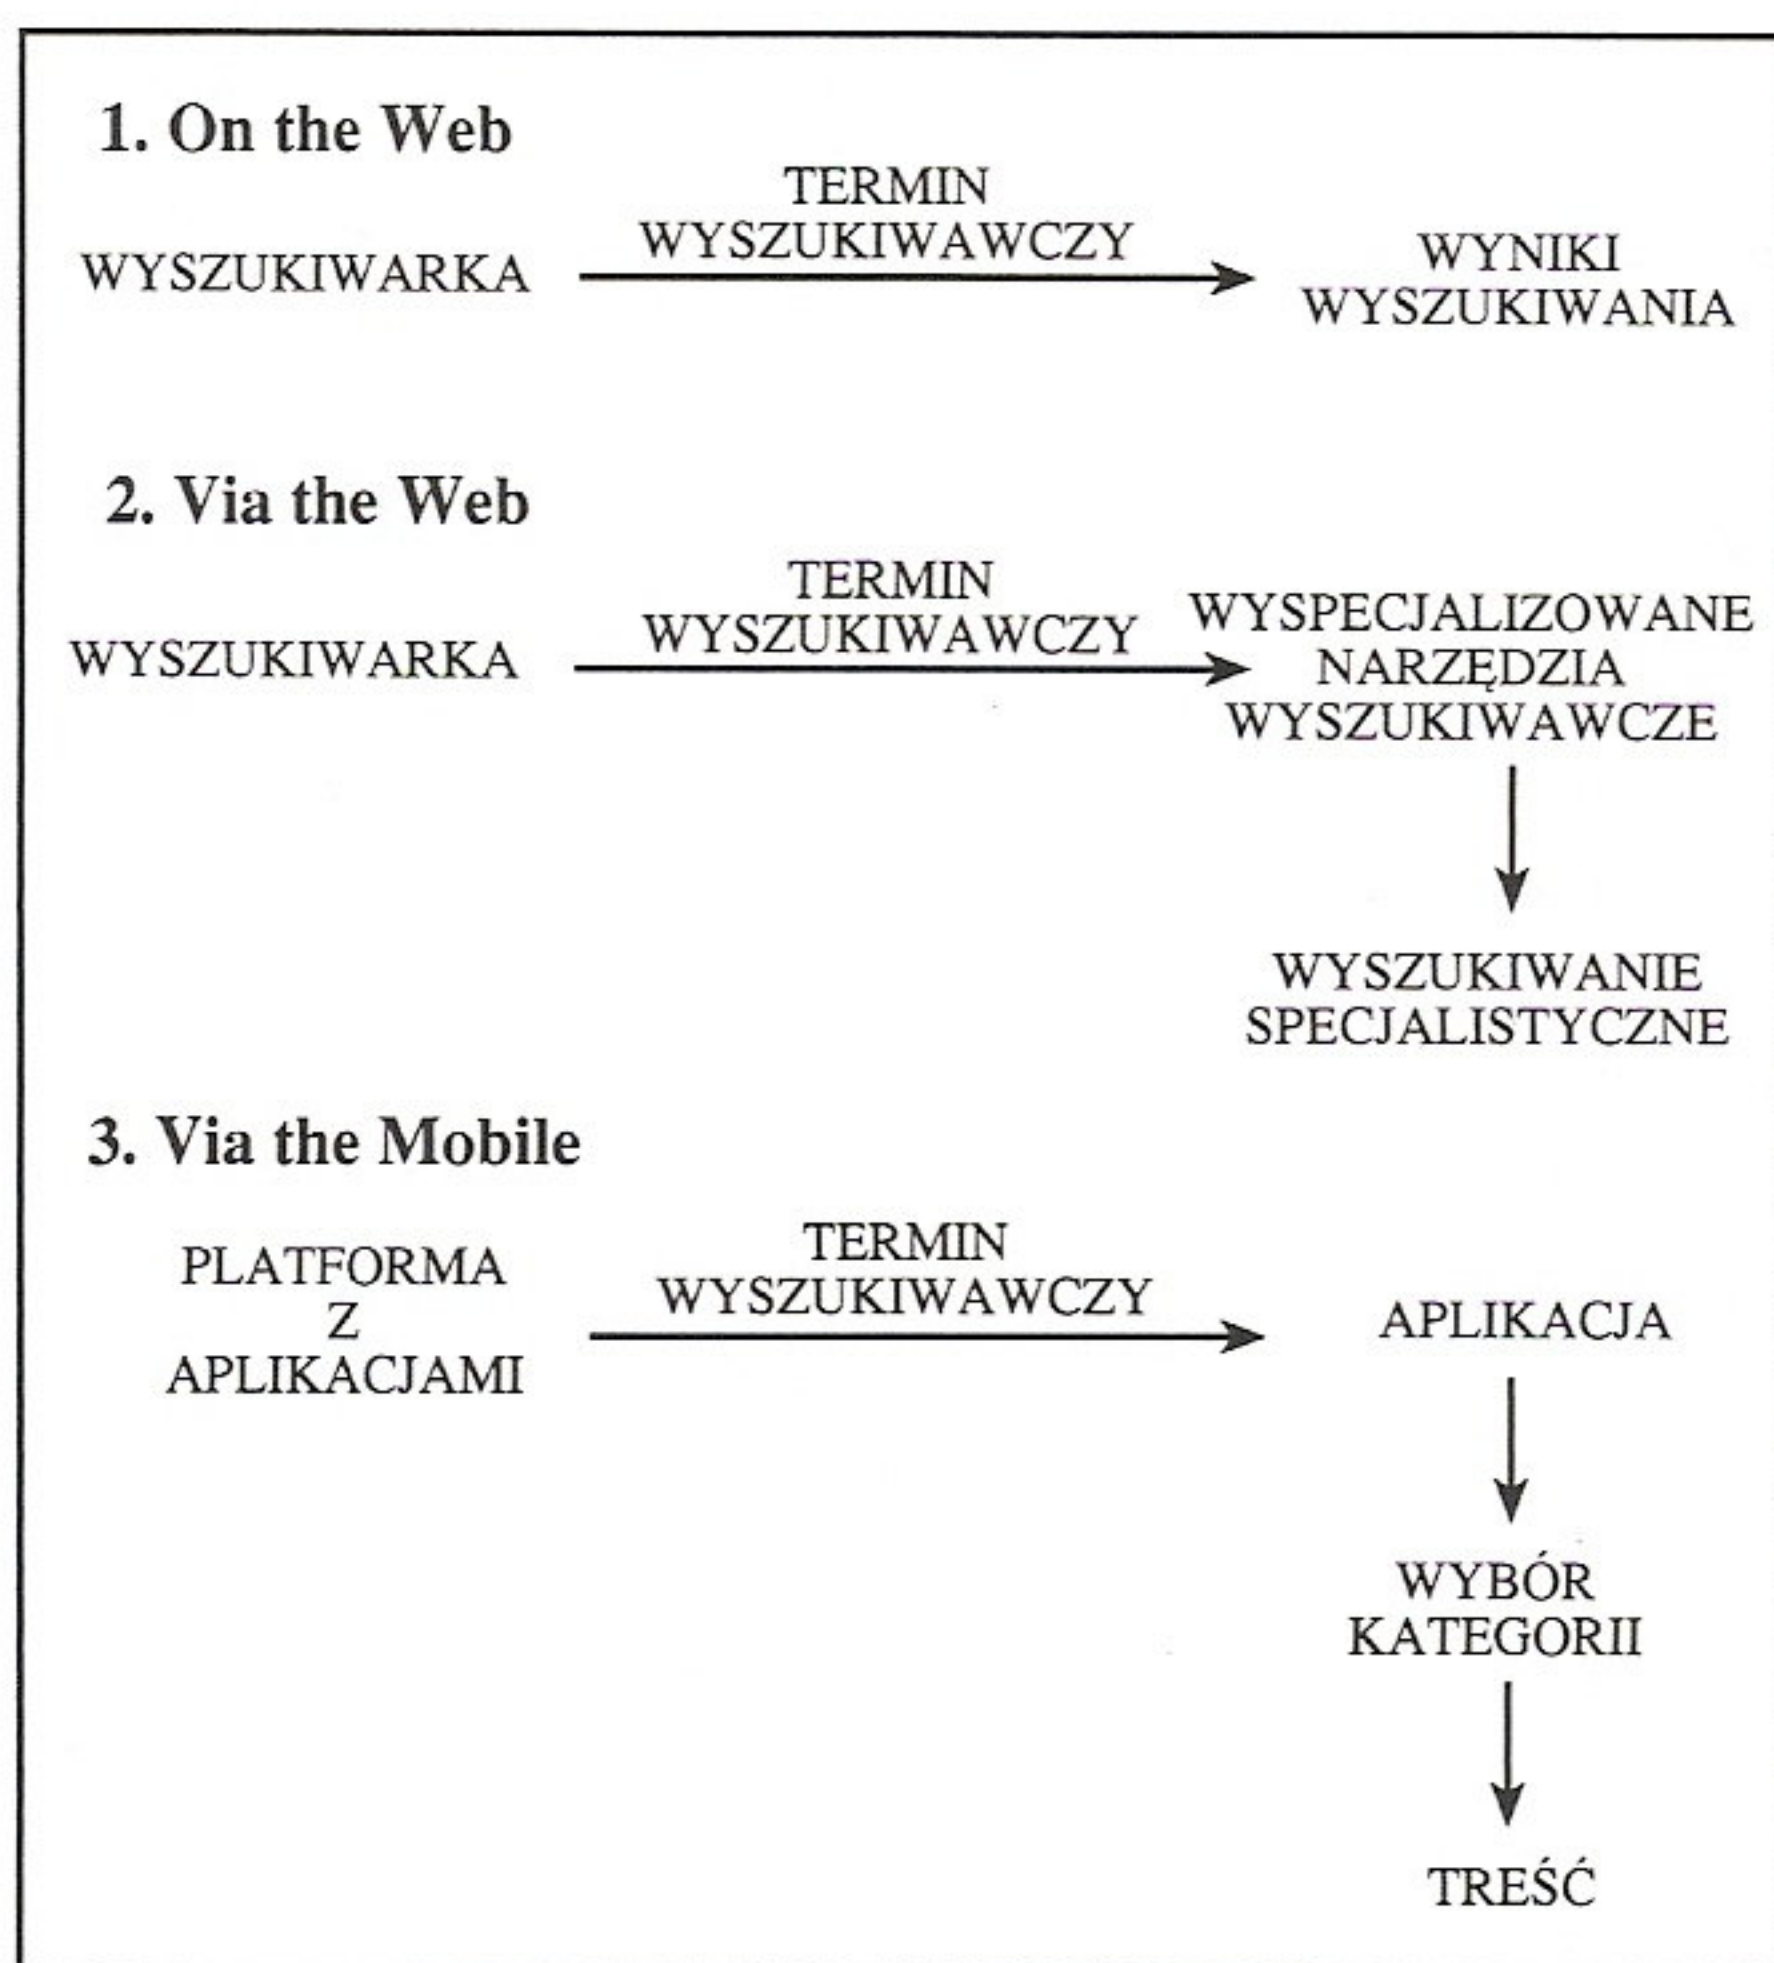 1. On the Web
TERMIN
WYSZUKIWAWCZY
WYSZUKIWARKA
WYNIKI
WYSZUKIWANIA
2. Via the Web
TERMIN
WYSZUKIWAWCZY
WYSZUKIWARKA
WYSPECJALIZOWANE
NARZĘDZIA
WYSZUKIWAWCZE
WYSZUKIWANIE
SPECJALISTYCZNE
3. Via the Mobile
PLATFORMA
Z
APLIKACJAMI
TERMIN
WYSZUKIWAWCZY
APLIKACJA
WYBÓR
KATEGORII
TREŚĆ